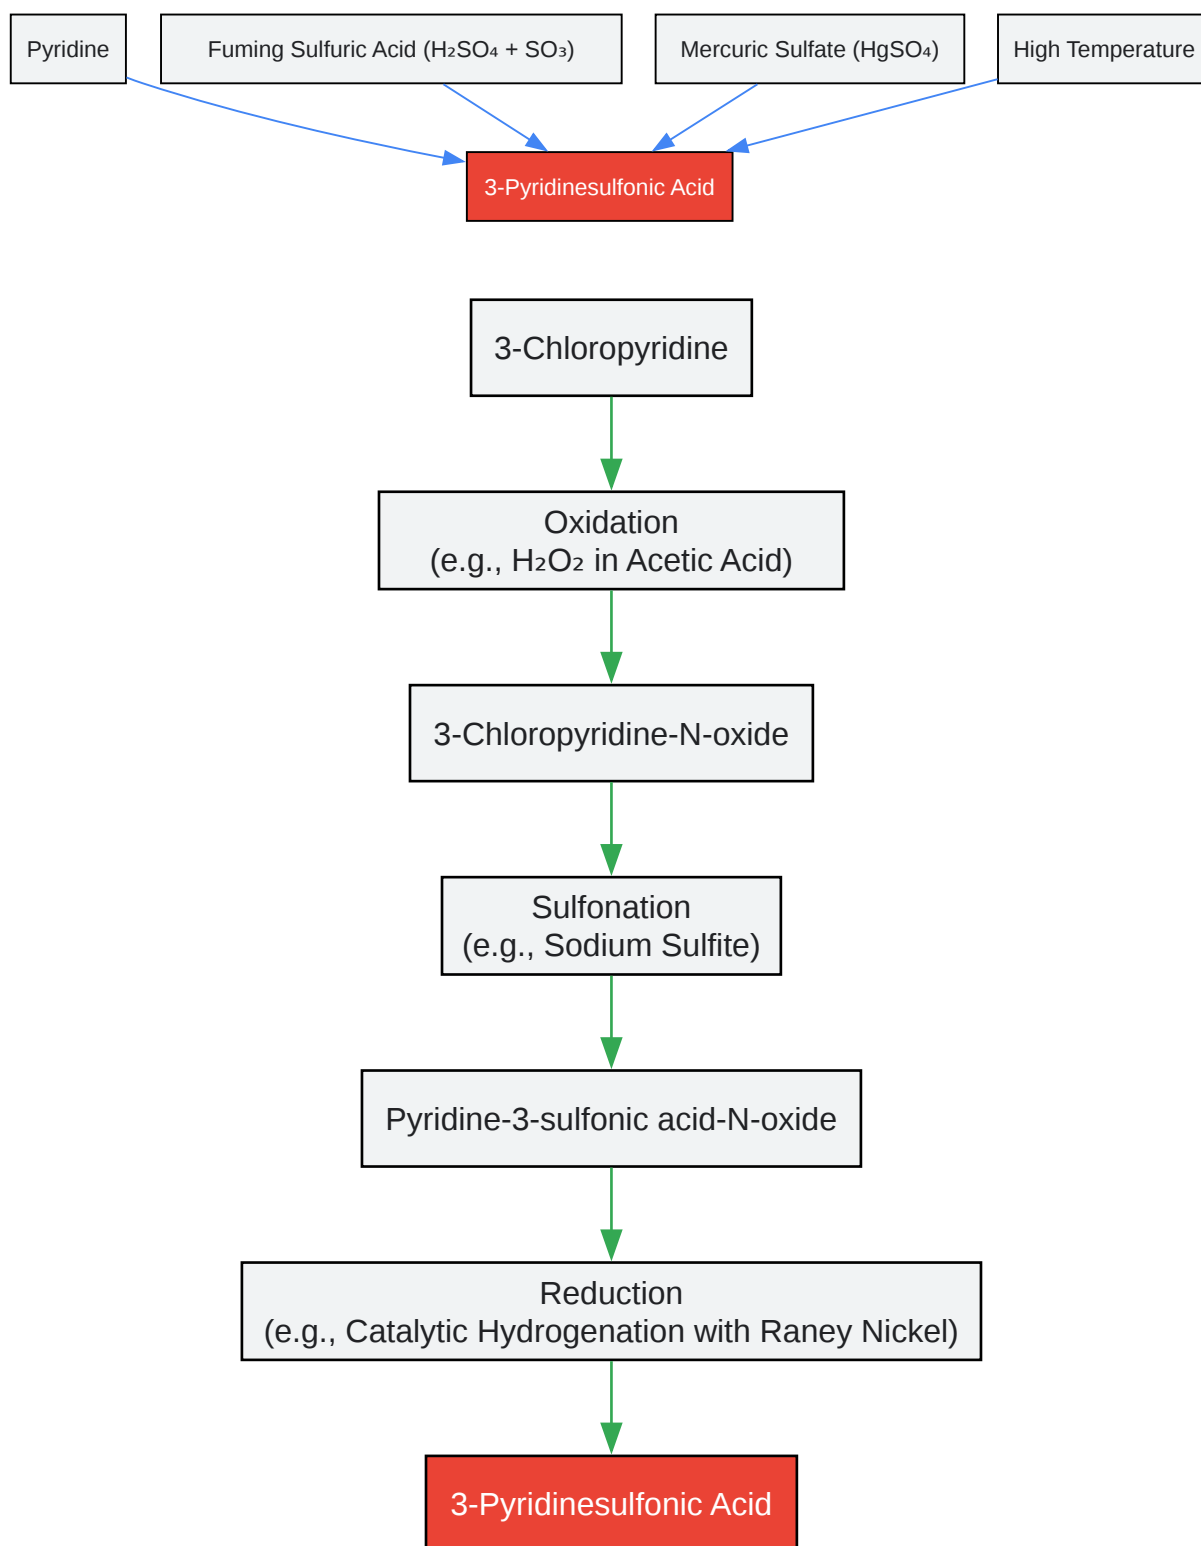 Pyridine
Fuming Sulfuric Acid (H₂SO₄ + SO₃)
Mercuric Sulfate (HgSO₄)
High Temperature
3-Pyridinesulfonic Acid
3-Chloropyridine
Oxidation
(e.g., H₂O₂ in Acetic Acid)
3-Chloropyridine-N-oxide
Sulfonation
(e.g., Sodium Sulfite)
Pyridine-3-sulfonic acid-N-oxide
Reduction
(e.g., Catalytic Hydrogenation with Raney Nickel)
3-Pyridinesulfonic Acid